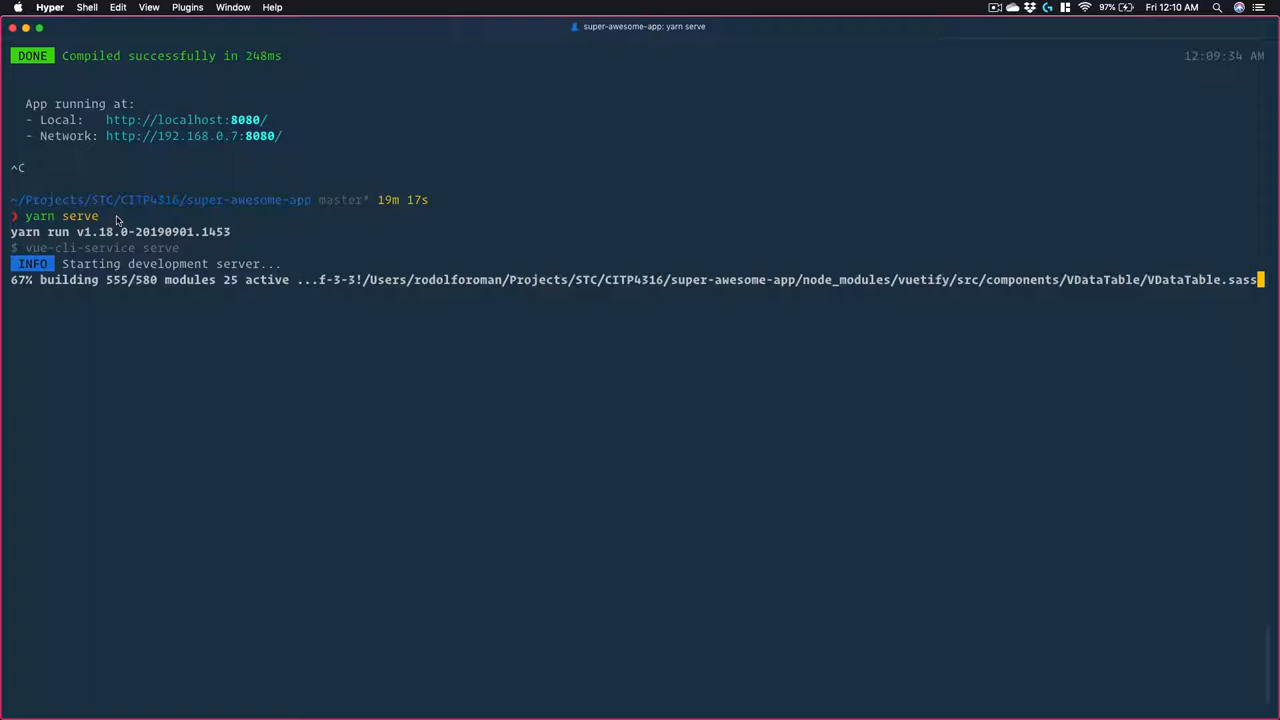 Hyper Shell Edit View Plugins Window Help 97% Fri 12:10 AM
super-awesome-app: yarn serve
DONE Compiled successfully in 248ms 12:09:34 AM
App running at:
- Local: http://localhost:8080/
- Network: http://192.168.0.7:8080/
^C
~/Projects/STC/CITP4316/super-awesome-app master* 19m 17s
❯ yarn serve
yarn run v1.18.0-20190901.1453
$ vue-cli-service serve
INFO Starting development server...
67% building 555/580 modules 25 active ...f-3-3!/Users/rodolforoman/Projects/STC/CITP4316/super-awesome-app/node_modules/vuetify/src/components/VDataTable/VDataTable.sass